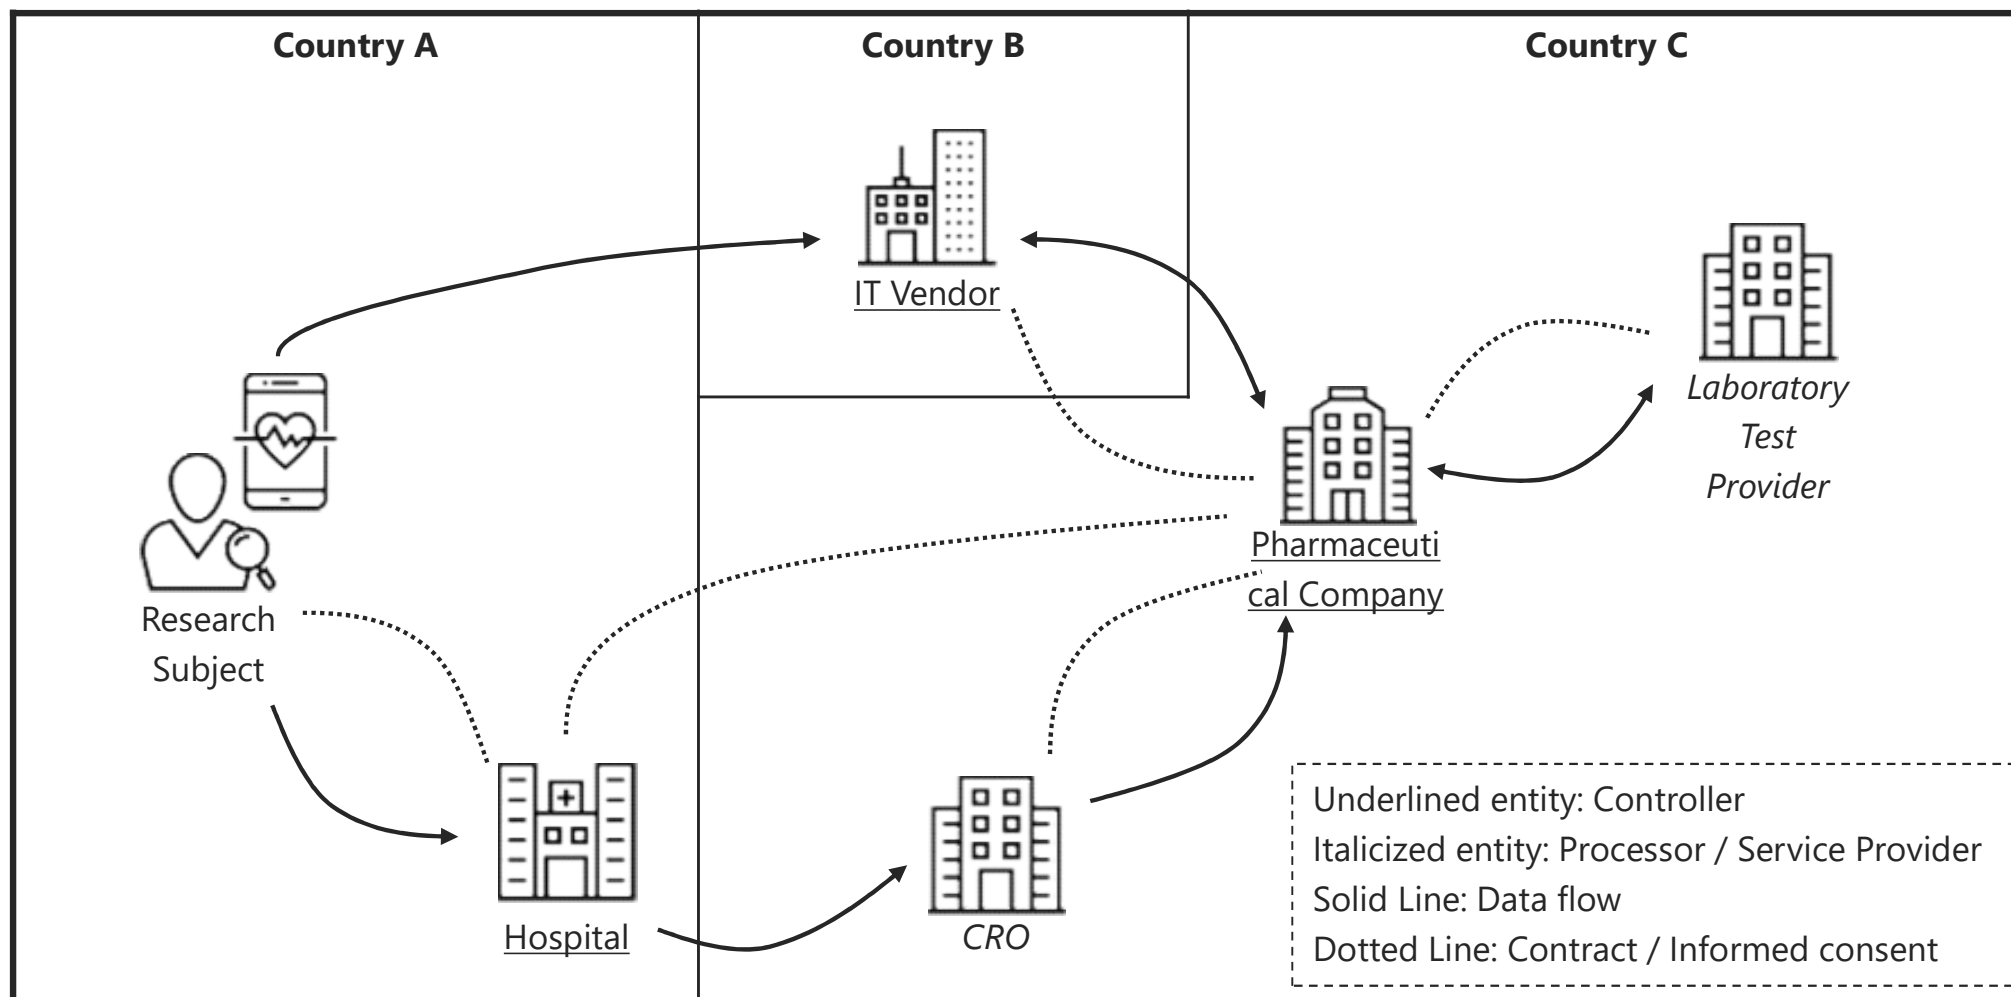 Country A
Country B
Country C
IT Vendor
Laboratory
Test
Provider
Pharmaceuti
cal Company
Research
Subject
Hospital
CRO
Underlined entity: Controller
Italicized entity: Processor / Service Provider
Solid Line: Data flow
Dotted Line: Contract / Informed consent